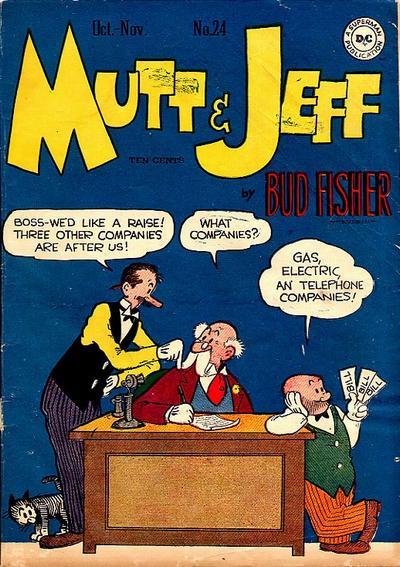 Oct.-Nov. No.24
A SUPERMAN
DC
PUBLICATION
MUTT & JEFF
TEN CENTS
by BUD FISHER
BOSS-WE'D LIKE A RAISE!
THREE OTHER COMPANIES
ARE AFTER US!
WHAT
COMPANIES?
GAS,
ELECTRIC,
AN TELEPHONE
COMPANIES!
BILL
BILL
BILL